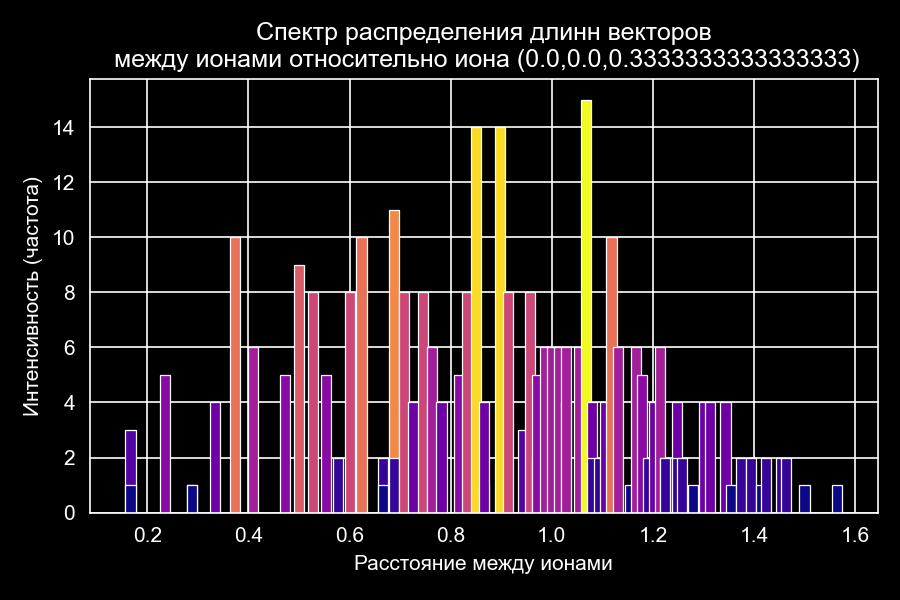 Спектр распределения длинн векторов
между ионами относительно иона (0.0,0.0,0.3333333333333333)
Интенсивность (частота)
14
12
10
8
6
4
2
0
0.2 0.4 0.6 0.8 1.0 1.2 1.4 1.6
Расстояние между ионами